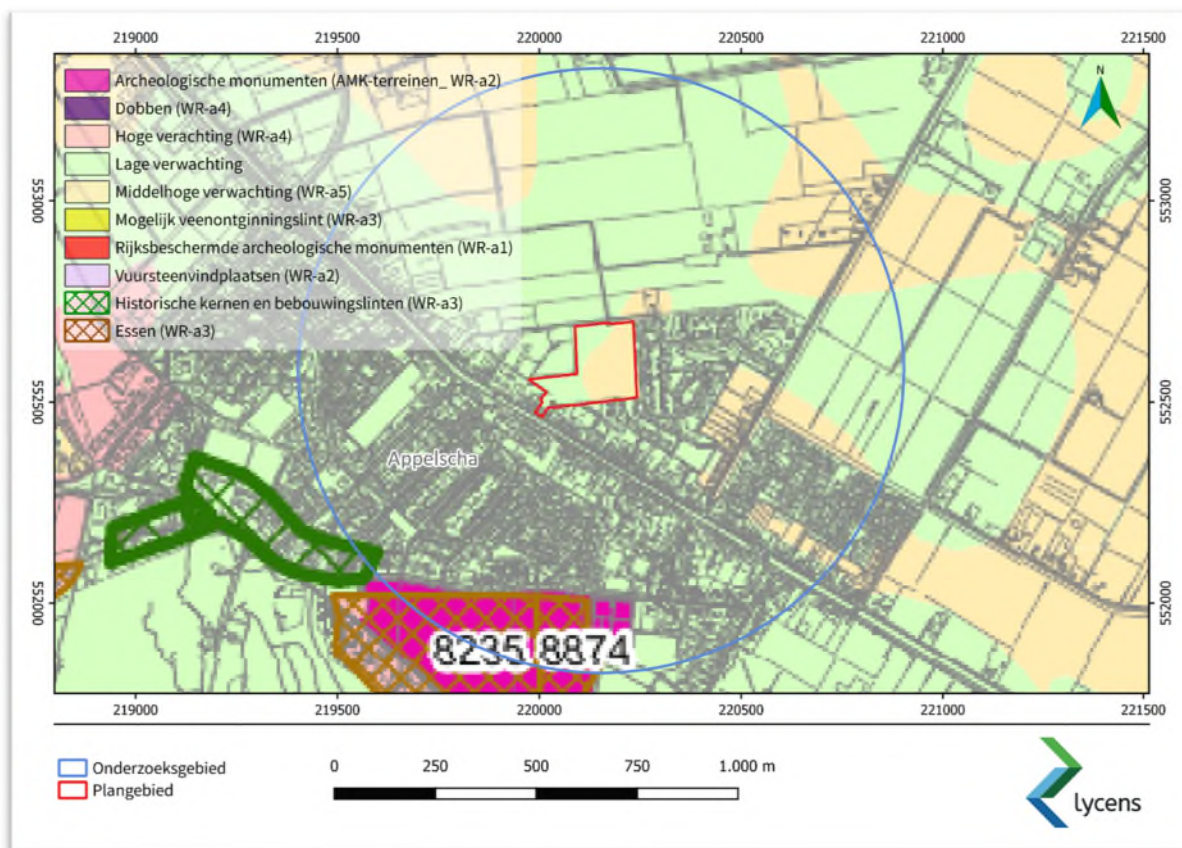 219000 219500 220000 220500 221000 221500
N
Archeologische monumenten (AMK-terreinen_ WR-a2)
Dobben (WR-a4)
Hoge verachting (WR-a4)
Lage verwachting
Middelhoge verwachting (WR-a5)
Mogelijk veenontginningslint (WR-a3)
Rijksbeschermde archeologische monumenten (WR-a1)
Vuursteenvindplaatsen (WR-a2)
Historische kernen en bebouwingslinten (WR-a3)
Essen (WR-a3)
553000 553000
552500 552500
Appelscha
552000 552000
8235 8874
219000 219500 220000 220500 221000 221500
Onderzoeksgebied
Plangebied
0 250 500 750 1.000 m
lycens